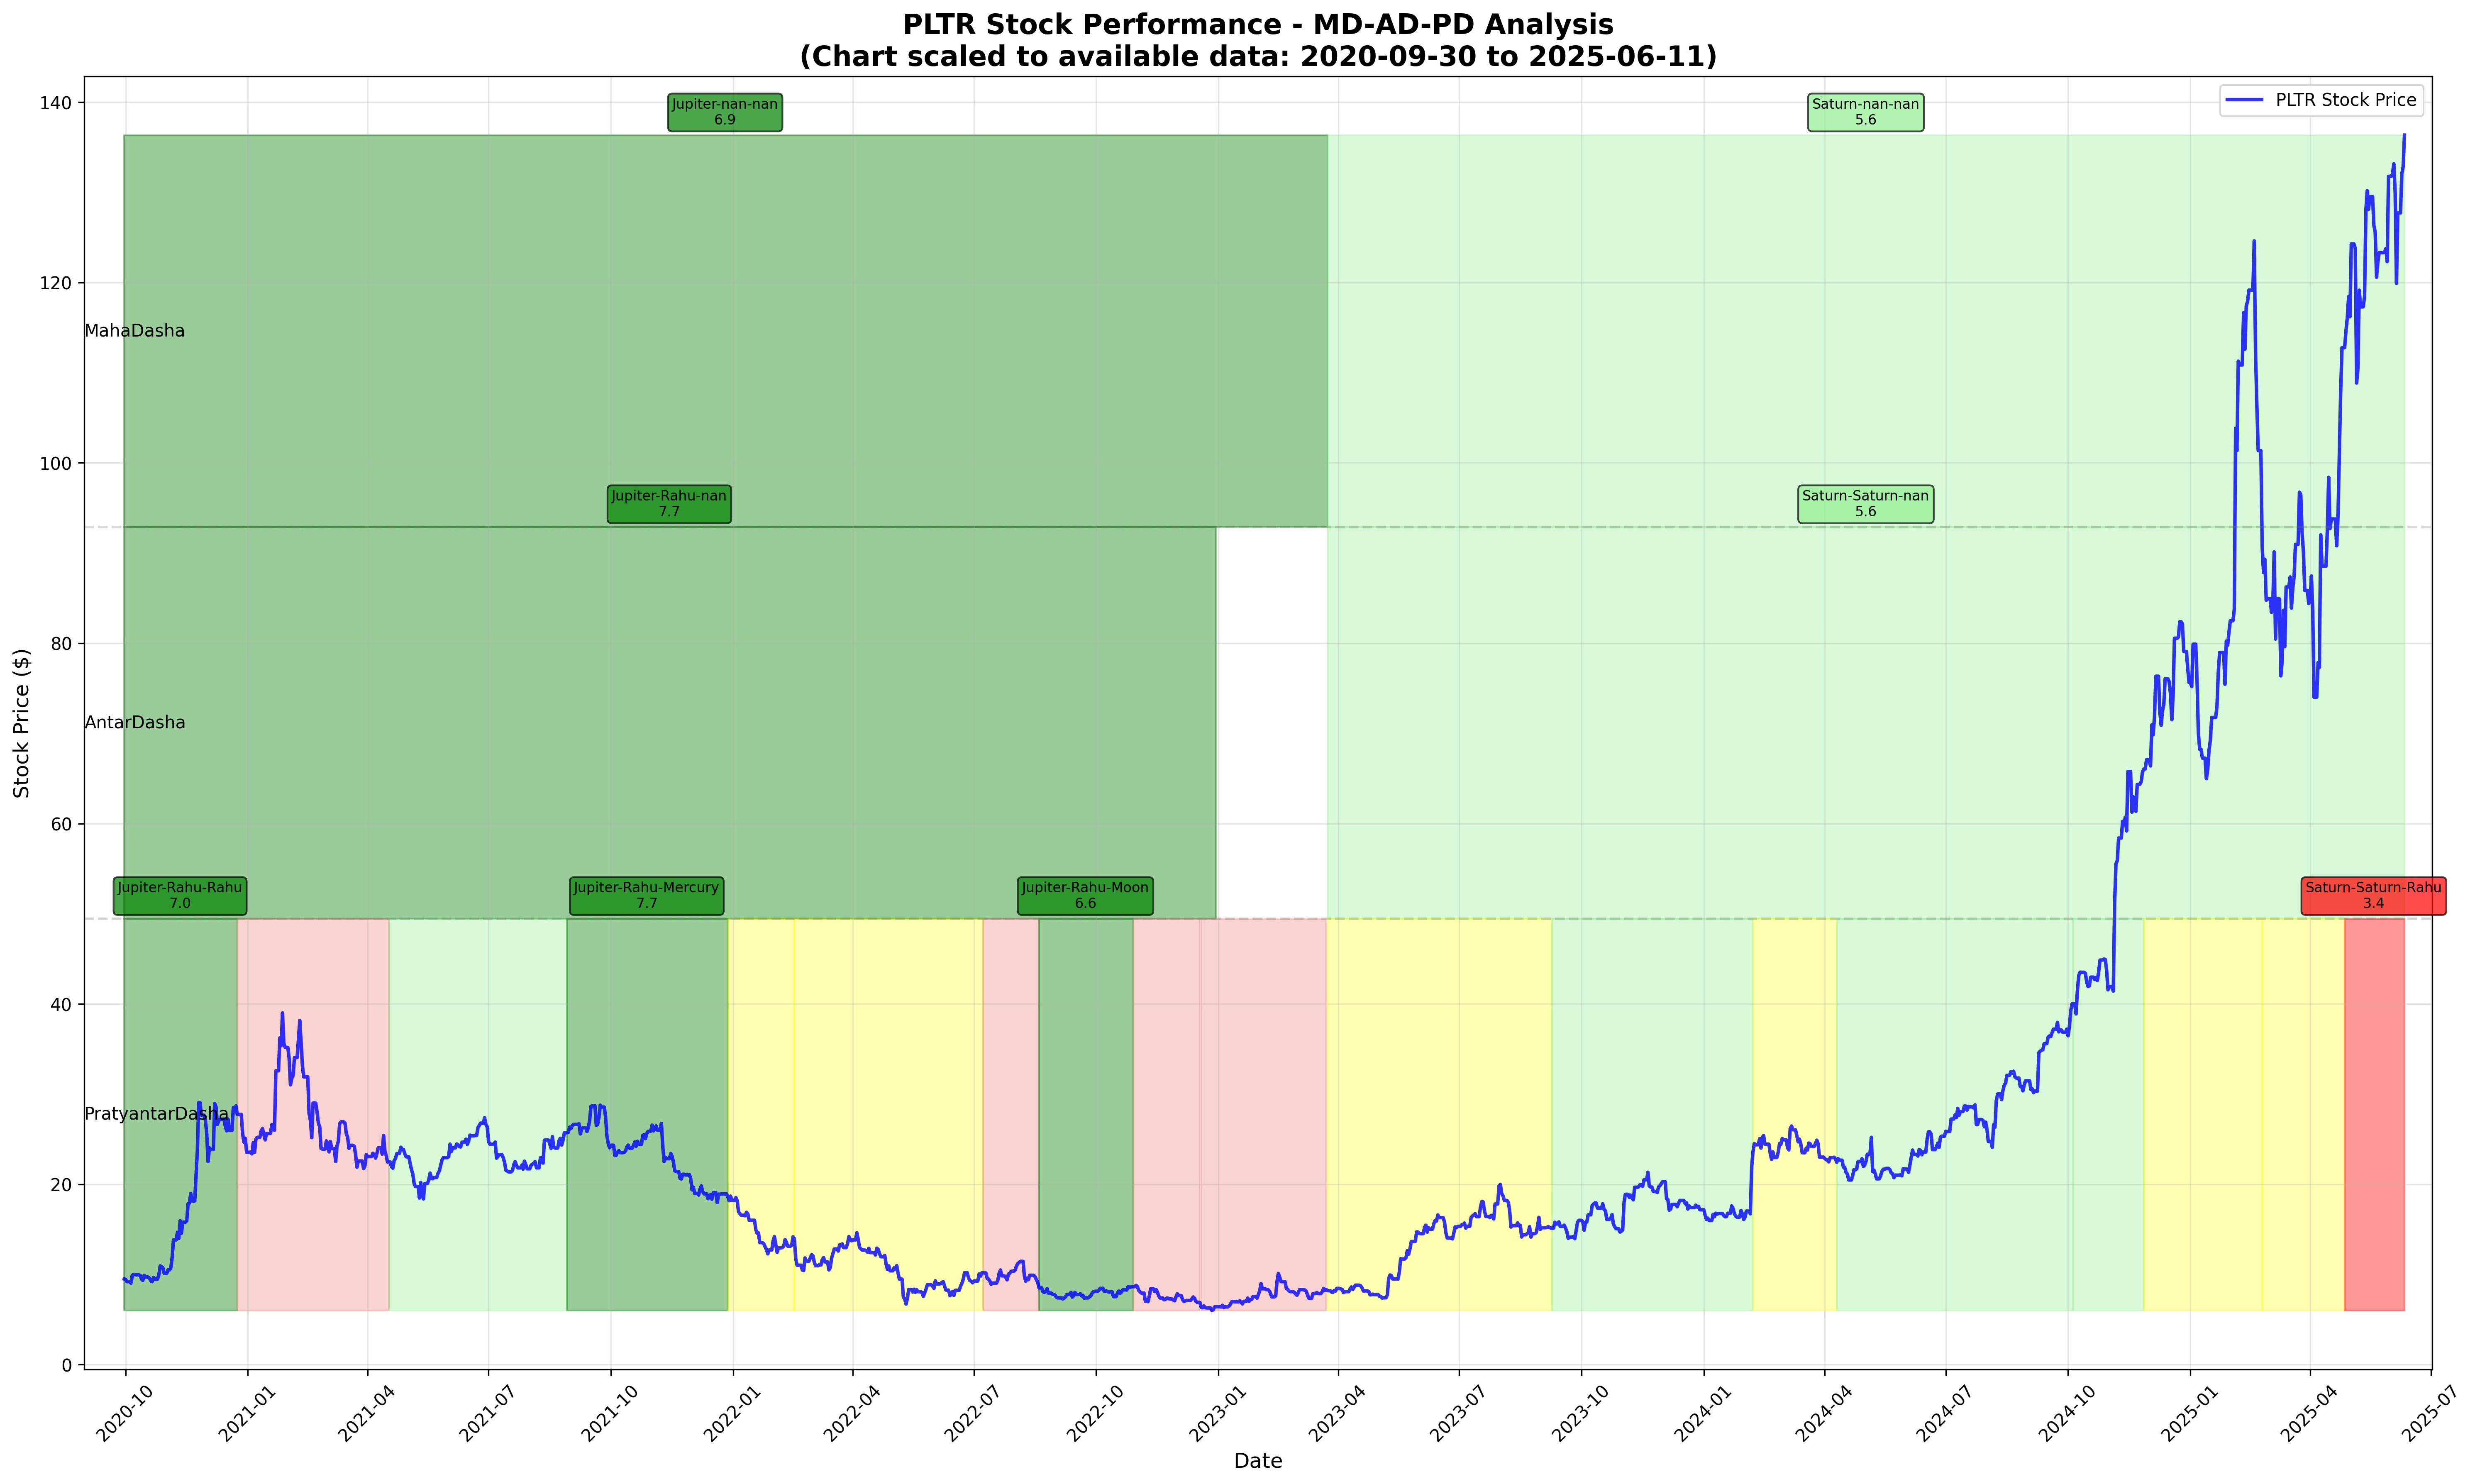 PLTR Stock Performance - MD-AD-PD Analysis
(Chart scaled to available data: 2020-09-30 to 2025-06-11)
PLTR Stock Price
Jupiter-nan-nan
6.9
Saturn-nan-nan
5.6
MahaDasha
Jupiter-Rahu-nan
7.7
Saturn-Saturn-nan
5.6
AntarDasha
Jupiter-Rahu-Rahu
7.0
Jupiter-Rahu-Mercury
7.7
Jupiter-Rahu-Moon
6.6
Saturn-Saturn-Rahu
3.4
PratyantarDasha
Stock Price ($)
140
120
100
80
60
40
20
0
2020-10
2021-01
2021-04
2021-07
2021-10
2022-01
2022-04
2022-07
2022-10
2023-01
2023-04
2023-07
2023-10
2024-01
2024-04
2024-07
2024-10
2025-01
2025-04
2025-07
Date